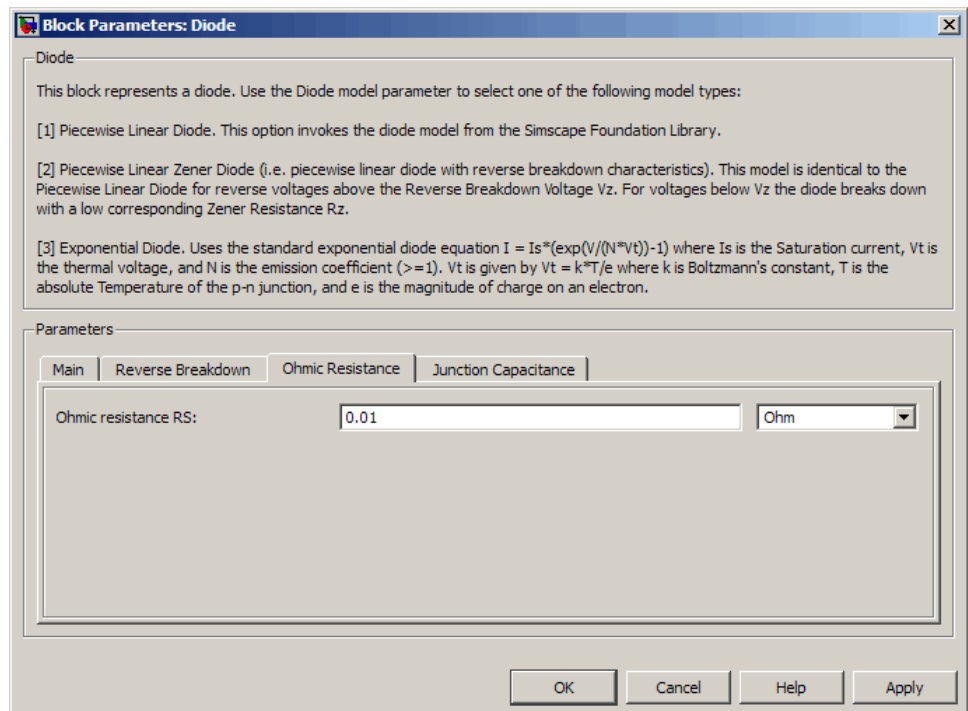 Block Parameters: Diode
Diode
This block represents a diode. Use the Diode model parameter to select one of the following model types:
[1] Piecewise Linear Diode. This option invokes the diode model from the Simscape Foundation Library.
[2] Piecewise Linear Zener Diode (i.e. piecewise linear diode with reverse breakdown characteristics). This model is identical to the
Piecewise Linear Diode for reverse voltages above the Reverse Breakdown Voltage Vz. For voltages below Vz the diode breaks down
with a low corresponding Zener Resistance Rz.
[3] Exponential Diode. Uses the standard exponential diode equation I = Is*(exp(V/(N*Vt))-1) where Is is the Saturation current, Vt is
the thermal voltage, and N is the emission coefficient (>=1). Vt is given by Vt = k*T/e where k is Boltzmann's constant, T is the
absolute Temperature of the p-n junction, and e is the magnitude of charge on an electron.
Parameters
Main Reverse Breakdown Ohmic Resistance Junction Capacitance
Ohmic resistance RS: 0.01 Ohm
OK Cancel Help Apply